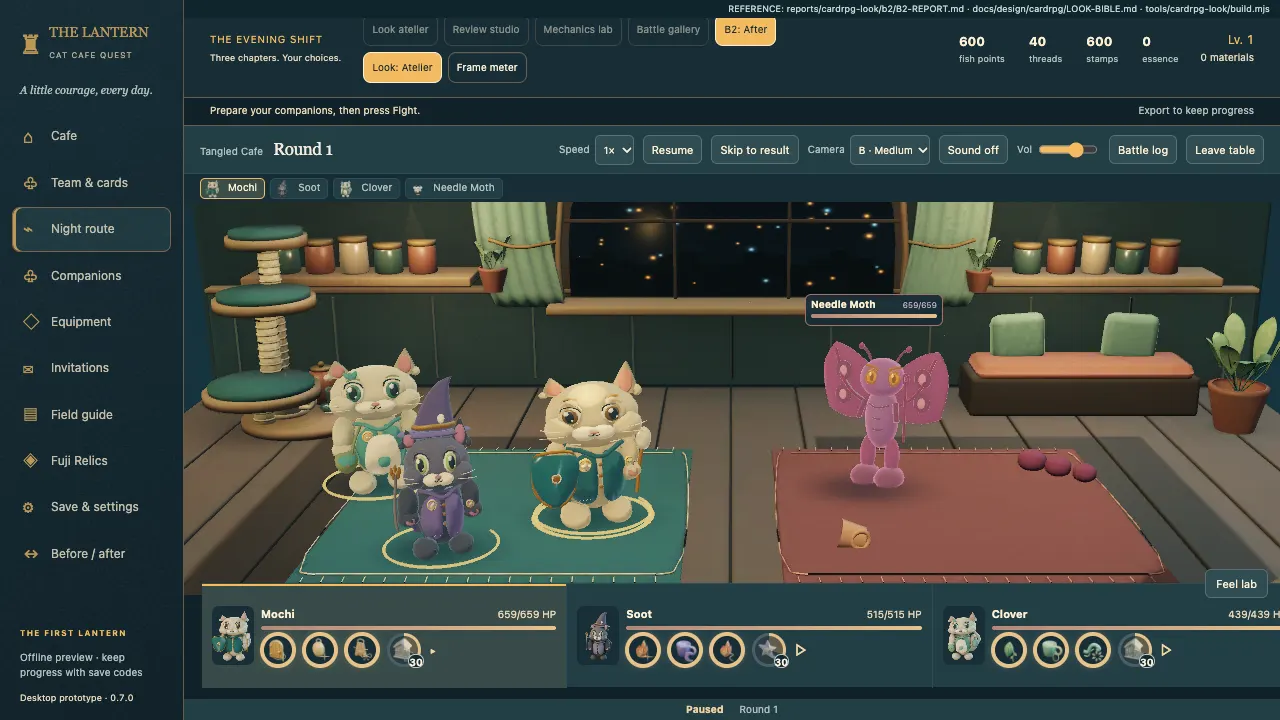 REFERENCE: reports/cardrpg-look/b2/B2-REPORT.md · docs/design/cardrpg/LOOK-BIBLE.md · tools/cardrpg-look/build.mjs
THE LANTERN
CAT CAFE QUEST
A little courage, every day.
Cafe
Team & cards
Night route
Companions
Equipment
Invitations
Field guide
Fuji Relics
Save & settings
Before / after
THE FIRST LANTERN
Offline preview · keep
progress with save codes
Desktop prototype · 0.7.0
THE EVENING SHIFT
Three chapters. Your choices.
Look atelier
Review studio
Mechanics lab
Battle gallery
B2: After
Look: Atelier
Frame meter
600
fish points
40
threads
600
stamps
0
essence
Lv. 1
0 materials
Prepare your companions, then press Fight.
Export to keep progress
Tangled Cafe Round 1
Speed 1×
Resume
Skip to result
Camera B · Medium
Sound off
Vol
Battle log
Leave table
Mochi
Soot
Clover
Needle Moth
Needle Moth 659/659
Feel lab
Mochi 659/659 HP
30
Soot 515/515 HP
30
Clover 439/439 H
30
Paused Round 1